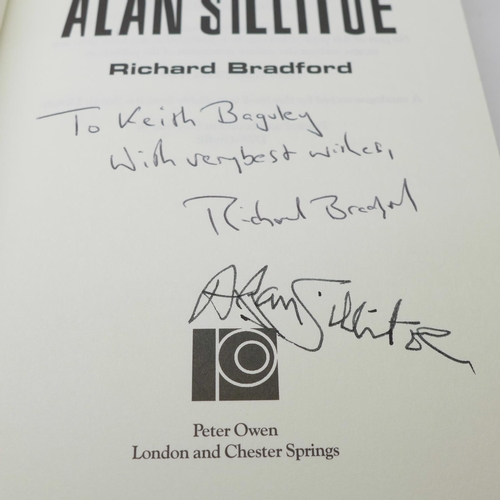 ALAN SILLITOE
Richard Bradford
To Keith Baguley
With very best wishes,
Richard Bradford
Alan Sillitoe
Peter Owen
London and Chester Springs